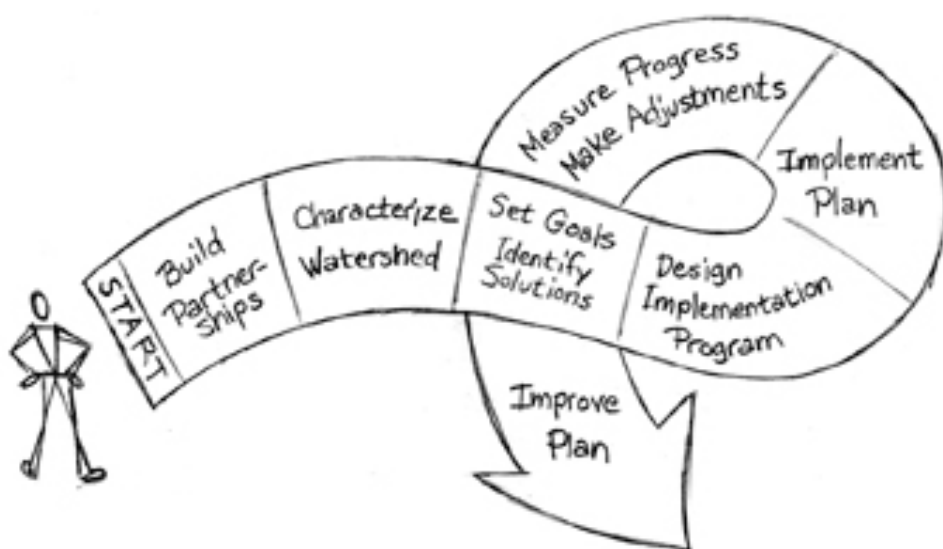 START
Build
Partner-
ships
Characterize
Watershed
Set Goals
Identify
Solutions
Design
Implementation
Program
Implement
Plan
Measure Progress
Make Adjustments
Improve
Plan